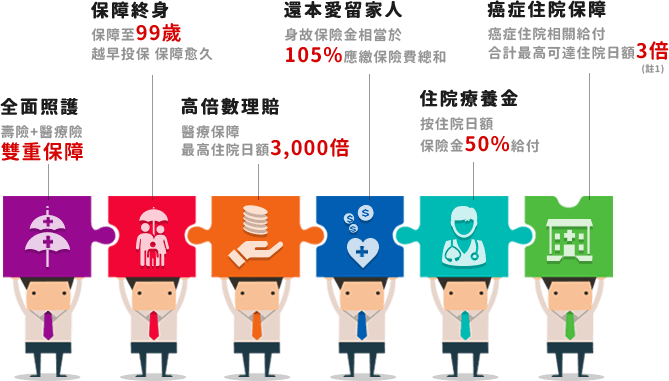 全面照護
壽險+醫療險
雙重保障
保障終身
保障至99歲
越早投保 保障愈久
高倍數理賠
醫療保障
最高住院日額3,000倍
還本愛留家人
身故保險金相當於
105%應繳保險費總和
住院療養金
按住院日額
保險金50%給付
癌症住院保障
癌症住院相關給付
合計最高可達住院日額3倍
(註1)